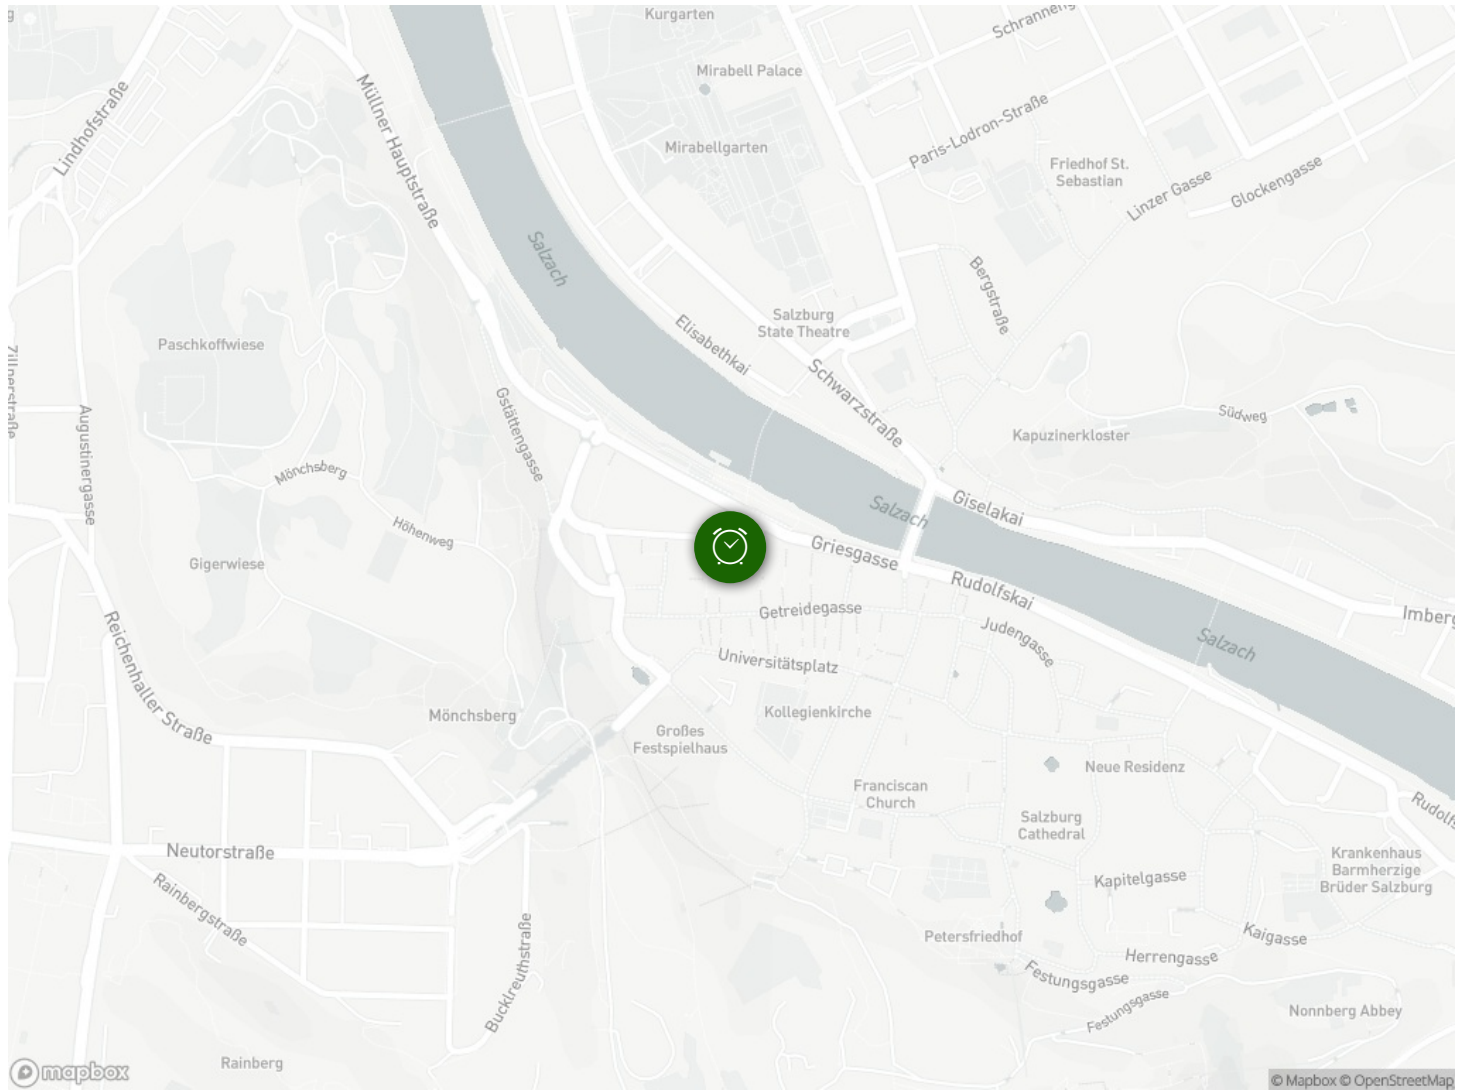 Kurgarten
Schranneng
Mirabell Palace
Lindhofstraße
Müllner Hauptstraße
Paris-Lodron-Straße
Mirabellgarten
Friedhof St.
Sebastian
Linzer Gasse
Glockengasse
Salzach
Bergstraße
Salzburg
State Theatre
Elisabethkai
Paschkoffwiese
Zillnerstraße
Schwarzstraße
Augustinergasse
Gstättengasse
Südweg
Kapuzinerkloster
Mönchsberg
Höhenweg
Salzach
Giselakai
Gigerwiese
Griesgasse
Rudolfskai
Getreidegasse
Imberg
Judengasse
Salzach
Reichenhaller Straße
Universitätsplatz
Mönchsberg
Kollegienkirche
Großes
Festspielhaus
Neue Residenz
Franciscan
Church
Rudolfs
Salzburg
Cathedral
Neutorstraße
Krankenhaus
Barmherzige
Brüder Salzburg
Kapitelgasse
Rainbergstraße
Petersfriedhof
Kaigasse
Herrengasse
Bucklreuthstraße
Festungsgasse
Festungsgasse
Nonnberg Abbey
Rainberg
mapbox
© Mapbox © OpenStreetMap